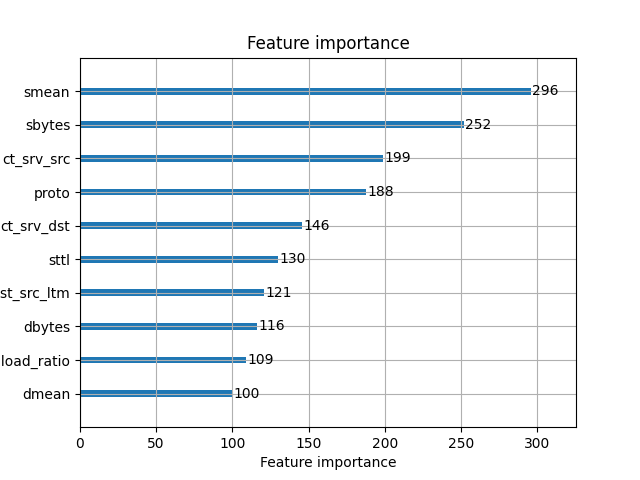 Feature importance
smean 296
sbytes 252
ct_srv_src 199
proto 188
ct_srv_dst 146
sttl 130
st_src_ltm 121
dbytes 116
load_ratio 109
dmean 100
0 50 100 150 200 250 300
Feature importance